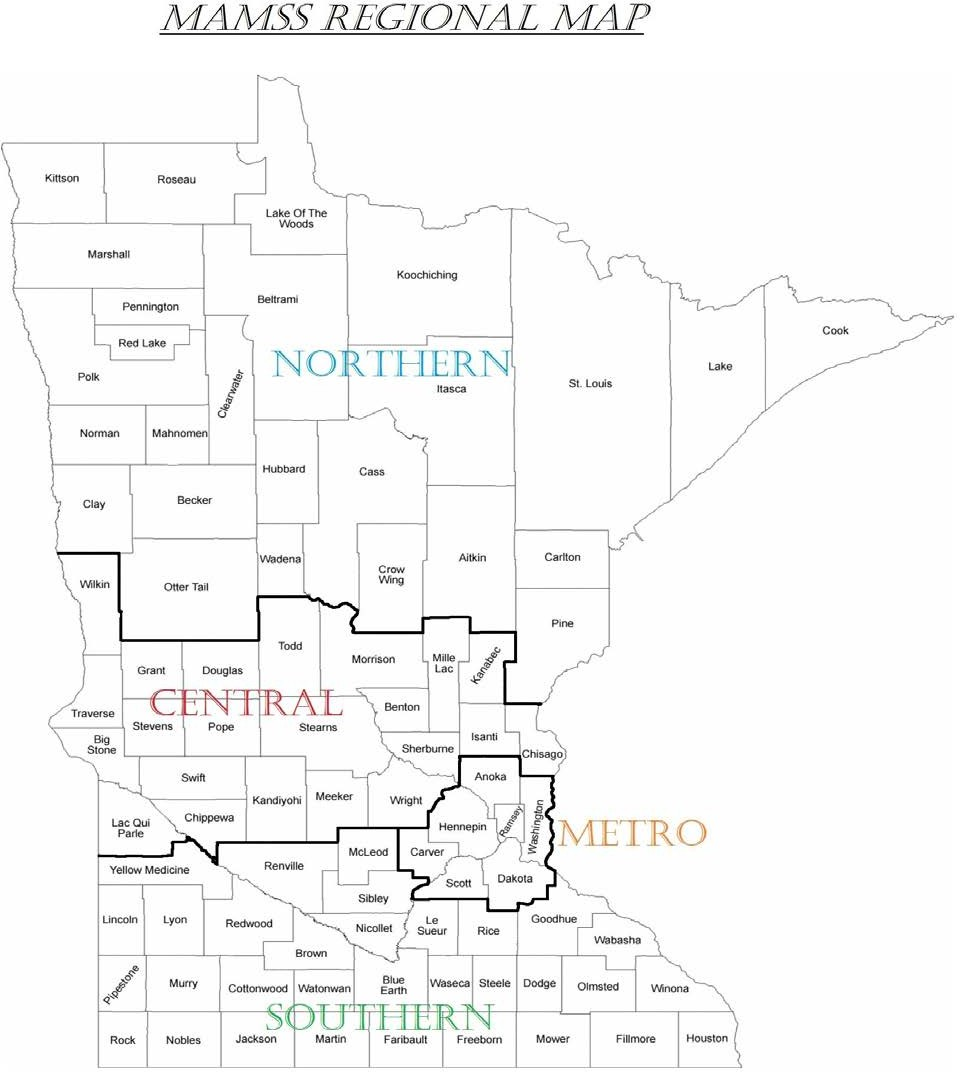 MAMSS REGIONAL MAP
Kittson
Roseau
Lake Of The
Woods
Marshall
Koochiching
Pennington
Beltrami
Red Lake
Cook
NORTHERN
Polk
Clearwater
Itasca
St. Louis
Lake
Norman
Mahnomen
Hubbard
Cass
Clay
Becker
Wadena
Aitkin
Carlton
Wilkin
Otter Tail
Crow
Wing
Pine
Todd
Morrison
Mille
Lac
Kanabec
Grant
Douglas
CENTRAL
Benton
Traverse
Stevens
Pope
Stearns
Big
Stone
Sherburne
Isanti
Chisago
Swift
Anoka
Kandiyohi
Meeker
Wright
Chippewa
Lac Qui
Parle
Hennepin
Ramsay
Washington
METRO
McLeod
Carver
Yellow Medicine
Renville
Scott
Dakota
Sibley
Lincoln
Lyon
Redwood
Nicollet
Le
Sueur
Rice
Goodhue
Wabasha
Brown
Pipestone
Murry
Cottonwood
Watonwan
Blue
Earth
Waseca
Steele
Dodge
Olmsted
Winona
SOUTHERN
Rock
Nobles
Jackson
Martin
Faribault
Freeborn
Mower
Fillmore
Houston